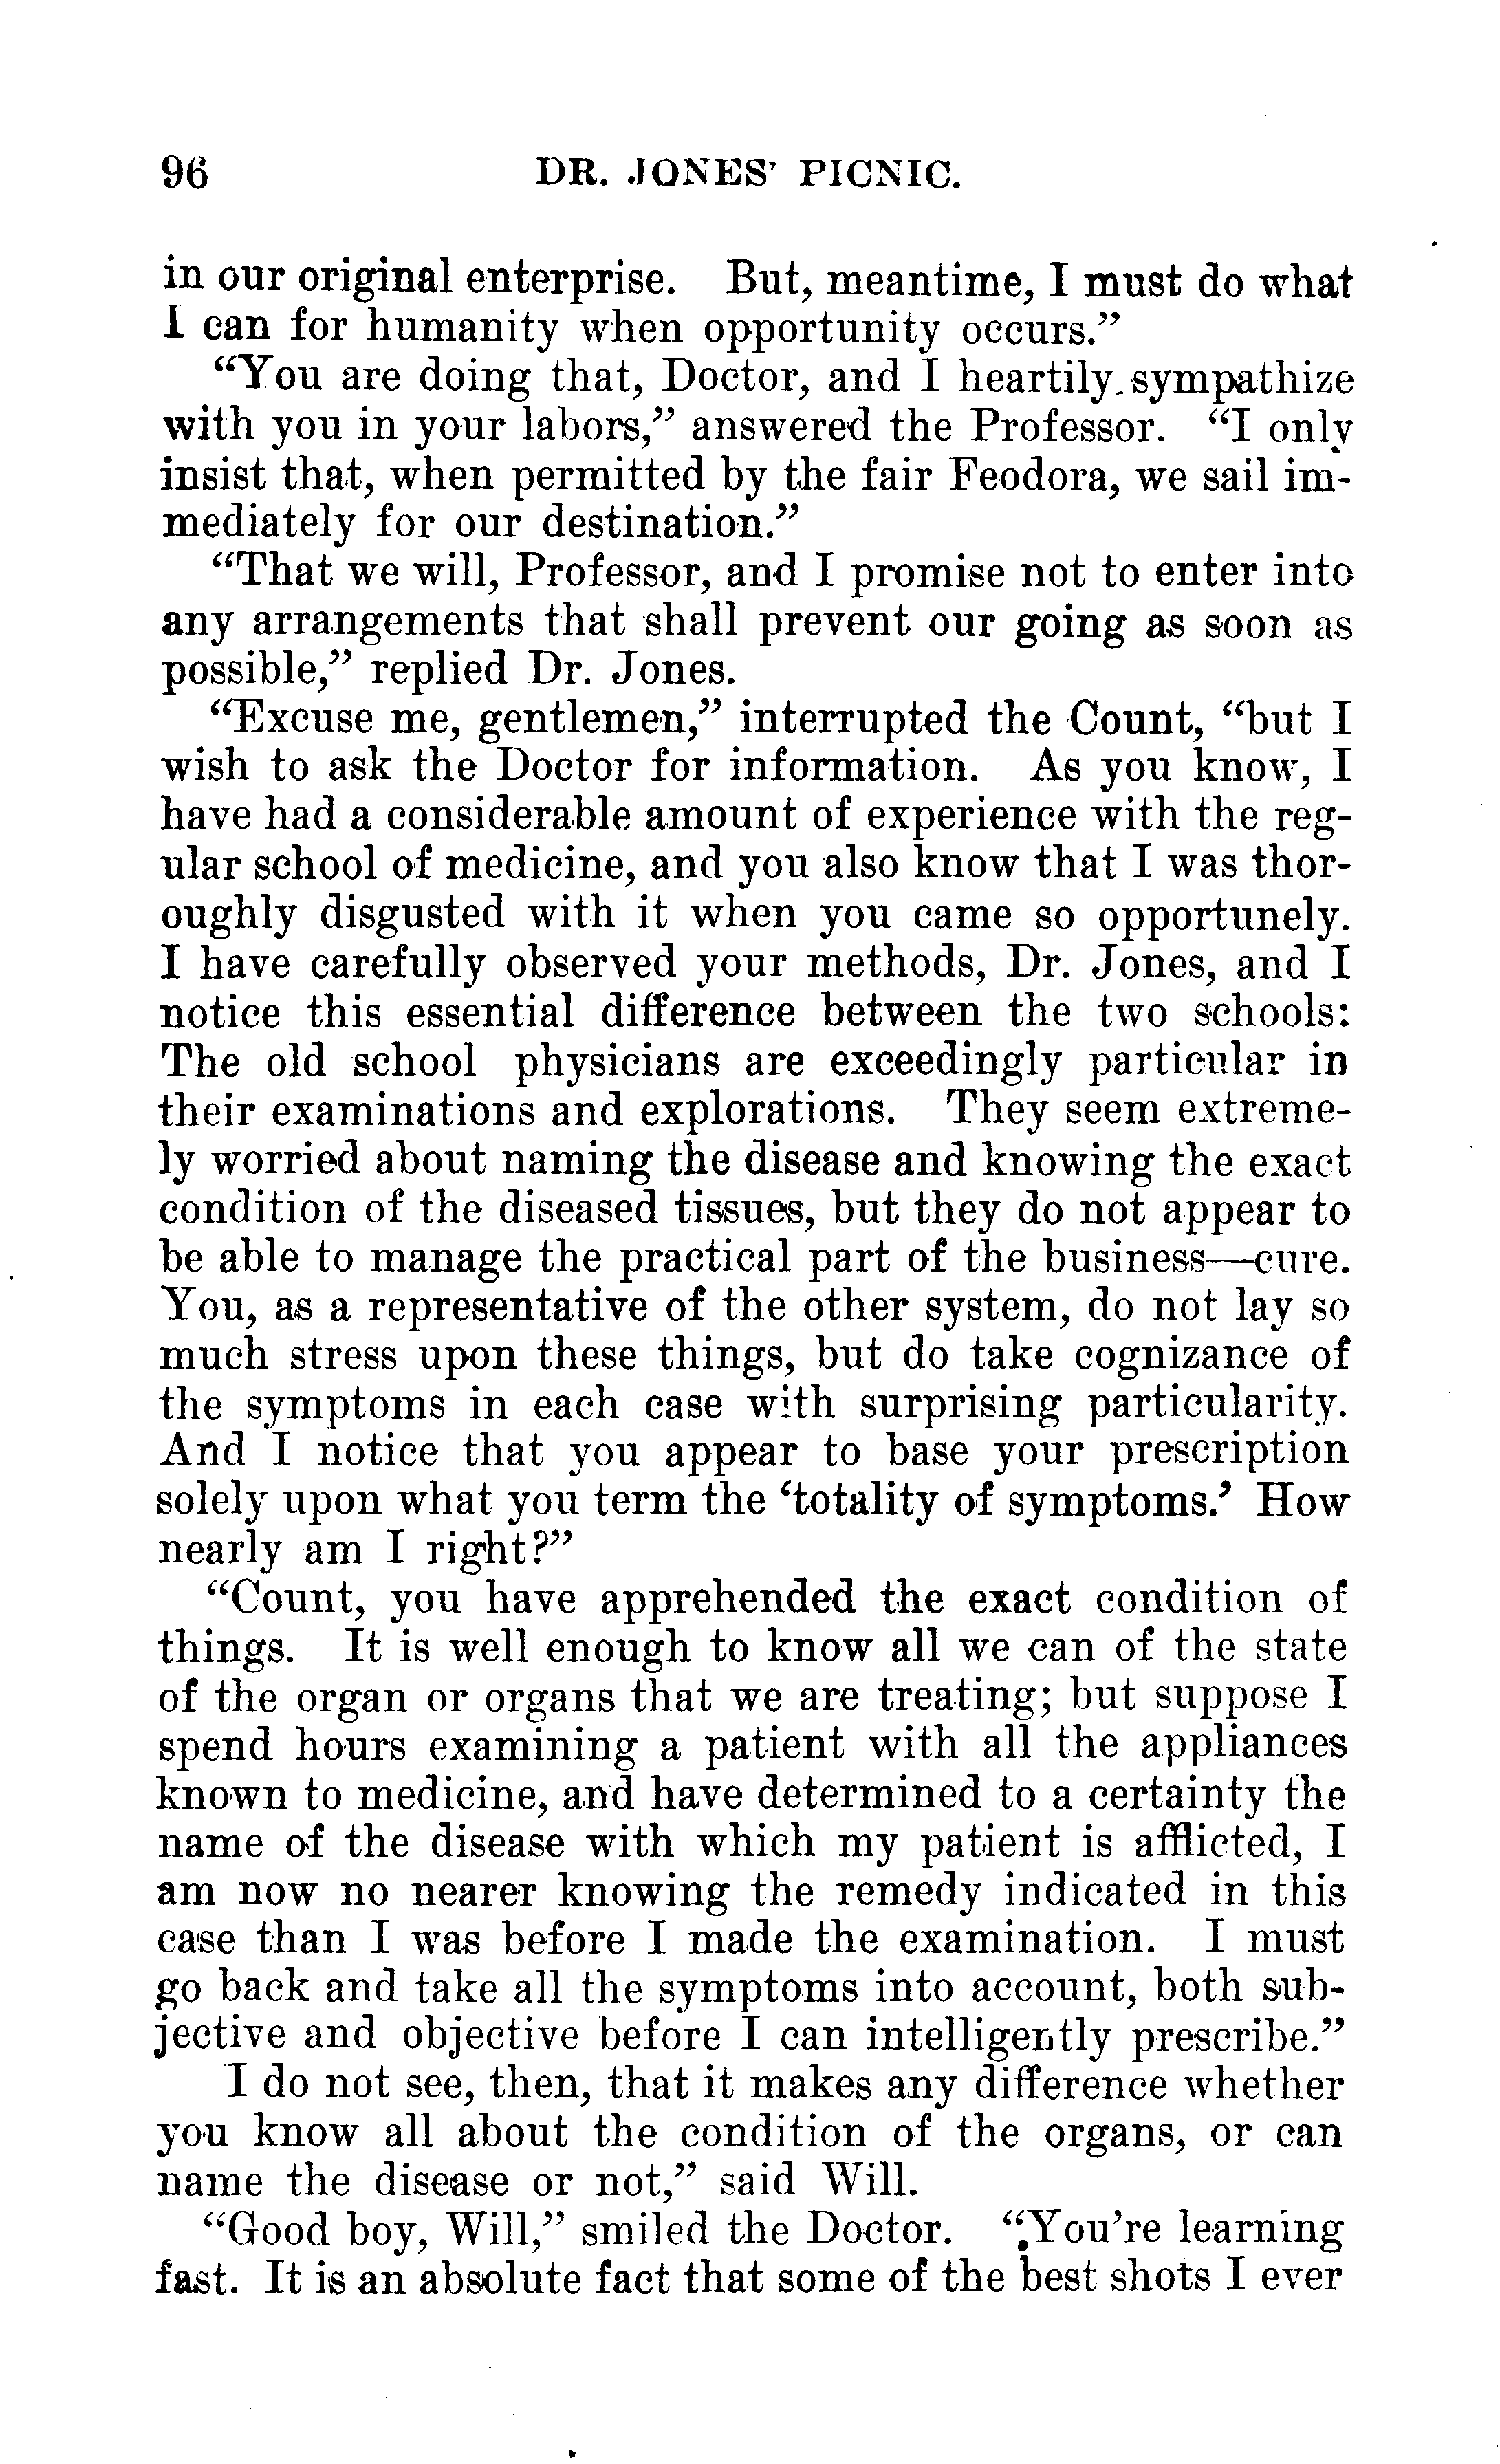 96 DR. JONES' PICNIC.
in our original enterprise. But, meantime, I must do what
I can for humanity when opportunity occurs.”
“You are doing that, Doctor, and I heartily sympathize
with you in your labors,” answered the Professor. “I only
insist that, when permitted by the fair Feodora, we sail im-
mediately for our destination.”
“That we will, Professor, and I promise not to enter into
any arrangements that shall prevent our going as soon as
possible,” replied Dr. Jones.
“Excuse me, gentlemen,” interrupted the Count, “but I
wish to ask the Doctor for information. As you know, I
have had a considerable amount of experience with the reg-
ular school of medicine, and you also know that I was thor-
oughly disgusted with it when you came so opportunely.
I have carefully observed your methods, Dr. Jones, and I
notice this essential difference between the two schools:
The old school physicians are exceedingly particular in
their examinations and explorations. They seem extreme-
ly worried about naming the disease and knowing the exact
condition of the diseased tissues, but they do not appear to
be able to manage the practical part of the business—cure.
You, as a representative of the other system, do not lay so
much stress upon these things, but do take cognizance of
the symptoms in each case with surprising particularity.
And I notice that you appear to base your prescription
solely upon what you term the ‘totality of symptoms.’ How
nearly am I right?”
“Count, you have apprehended the exact condition of
things. It is well enough to know all we can of the state
of the organ or organs that we are treating; but suppose I
spend hours examining a patient with all the appliances
known to medicine, and have determined to a certainty the
name of the disease with which my patient is afflicted, I
am now no nearer knowing the remedy indicated in this
case than I was before I made the examination. I must
go back and take all the symptoms into account, both sub-
jective and objective before I can intelligently prescribe.”
I do not see, then, that it makes any difference whether
you know all about the condition of the organs, or can
name the disease or not,” said Will.
“Good boy, Will,” smiled the Doctor. “You’re learning
fast. It is an absolute fact that some of the best shots I ever